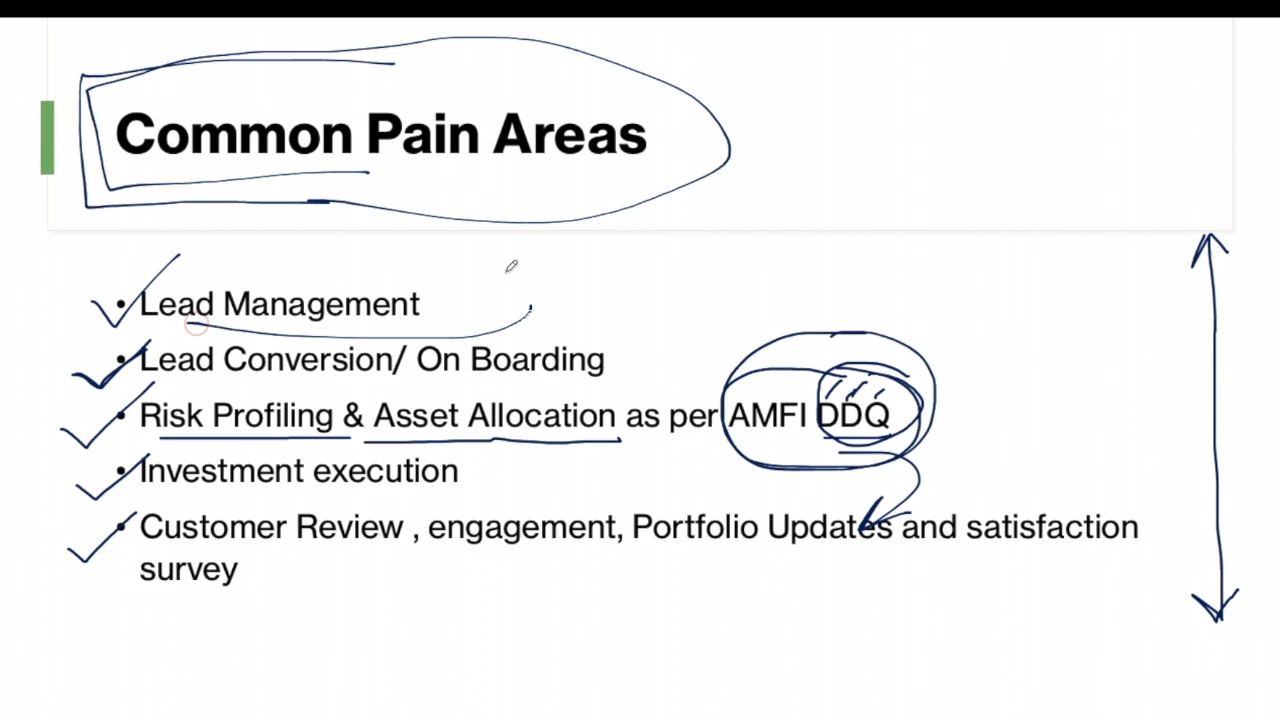 Common Pain Areas
• Lead Management
• Lead Conversion/ On Boarding
• Risk Profiling & Asset Allocation as per AMFI DDQ
• Investment execution
• Customer Review , engagement, Portfolio Updates and satisfaction
survey